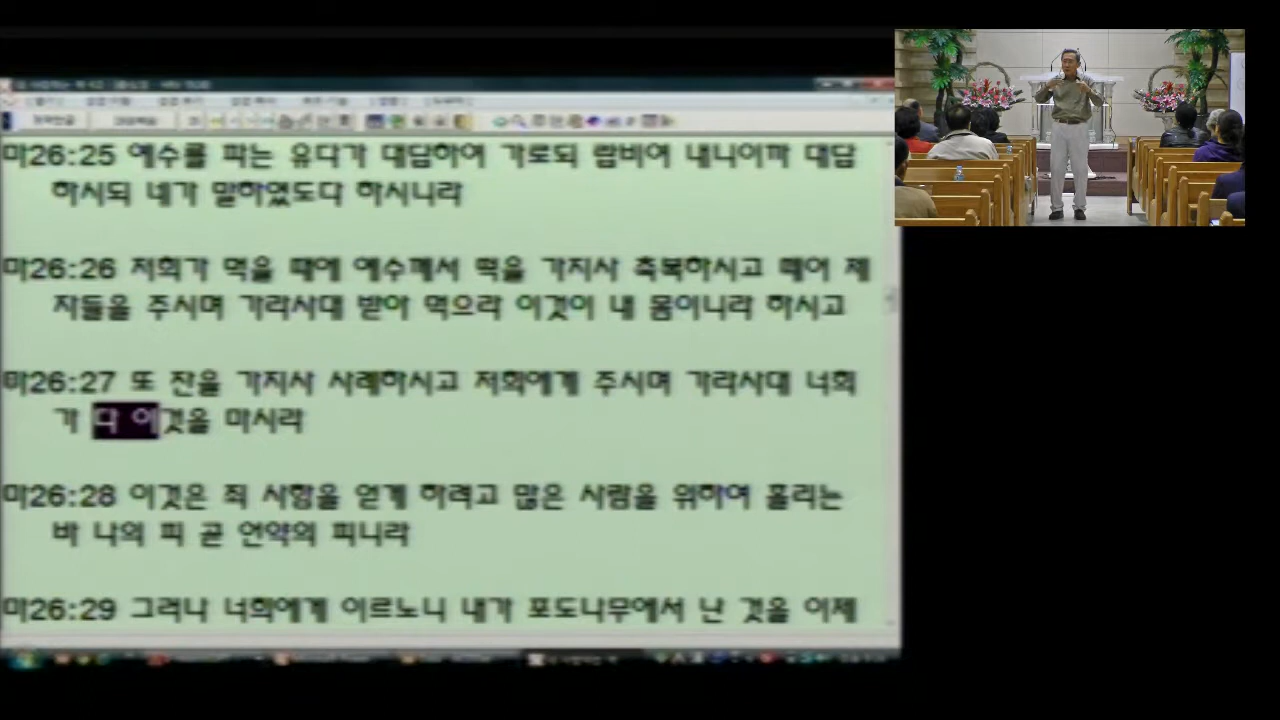 마26:25 예수를 파는 유다가 대답하여 가로되 랍비여 내니이까 대답
하시되 네가 말하였도다 하시니라
마26:26 저희가 먹을 때에 예수께서 떡을 가지사 축복하시고 떼어 제
자들을 주시며 가라사대 받아 먹으라 이것이 내 몸이니라 하시고
마26:27 또 잔을 가지사 사례하시고 저희에게 주시며 가라사대 너희
가 다 이것을 마시라
마26:28 이것은 죄 사함을 얻게 하려고 많은 사람을 위하여 흘리는
바 나의 피 곧 언약의 피니라
마26:29 그러나 너희에게 이르노니 내가 포도나무에서 난 것을 이제